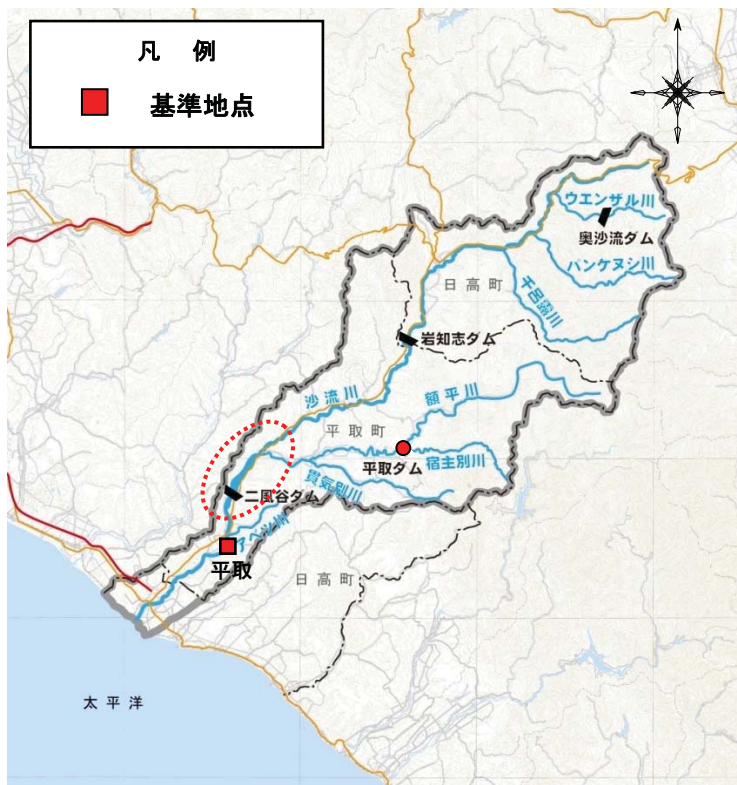 凡 例
基準地点
ウエンザル川
奥沙流ダム
パンケヌシ川
日高町
千呂露川
岩知志ダム
沙流川
額平川
平取町
平取ダム
宿主別川
貫気別川
二風谷ダム
アベツ川
平取
日高町
太平洋